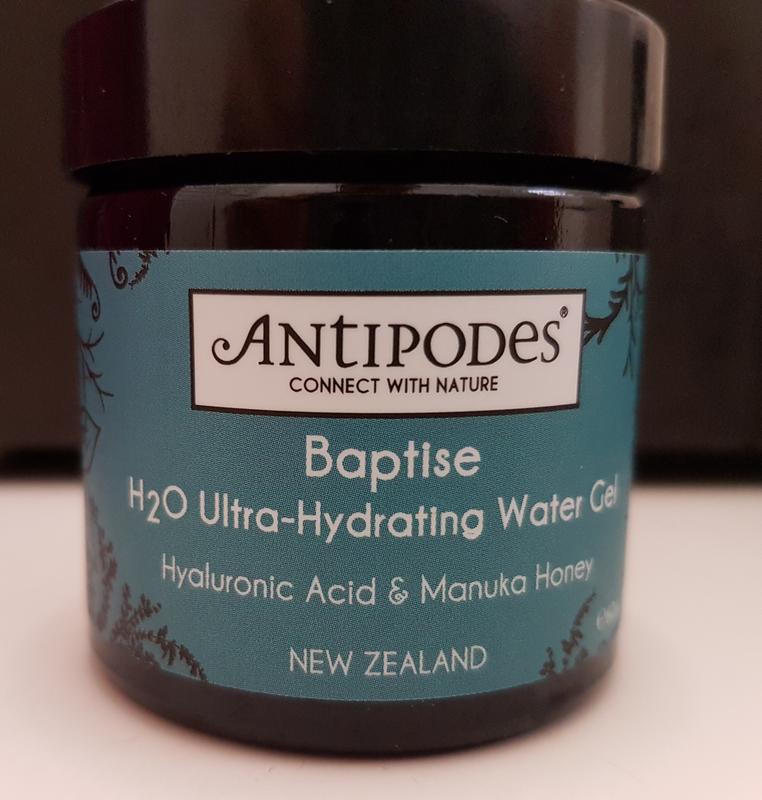 ANTIPODES®
CONNECT WITH NATURE
Baptise
H2O Ultra-Hydrating Water Gel
Hyaluronic Acid & Manuka Honey
NEW ZEALAND